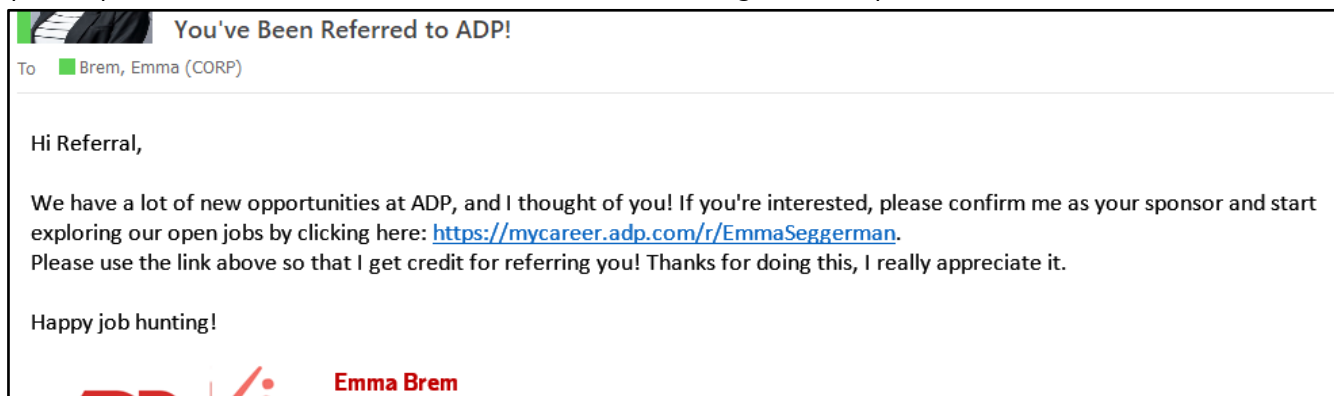 You've Been Referred to ADP!
To Brem, Emma (CORP)
Hi Referral,
We have a lot of new opportunities at ADP, and I thought of you! If you're interested, please confirm me as your sponsor and start
exploring our open jobs by clicking here: https://mycareer.adp.com/r/EmmaSeggerman.
Please use the link above so that I get credit for referring you! Thanks for doing this, I really appreciate it.
Happy job hunting!
Emma Brem